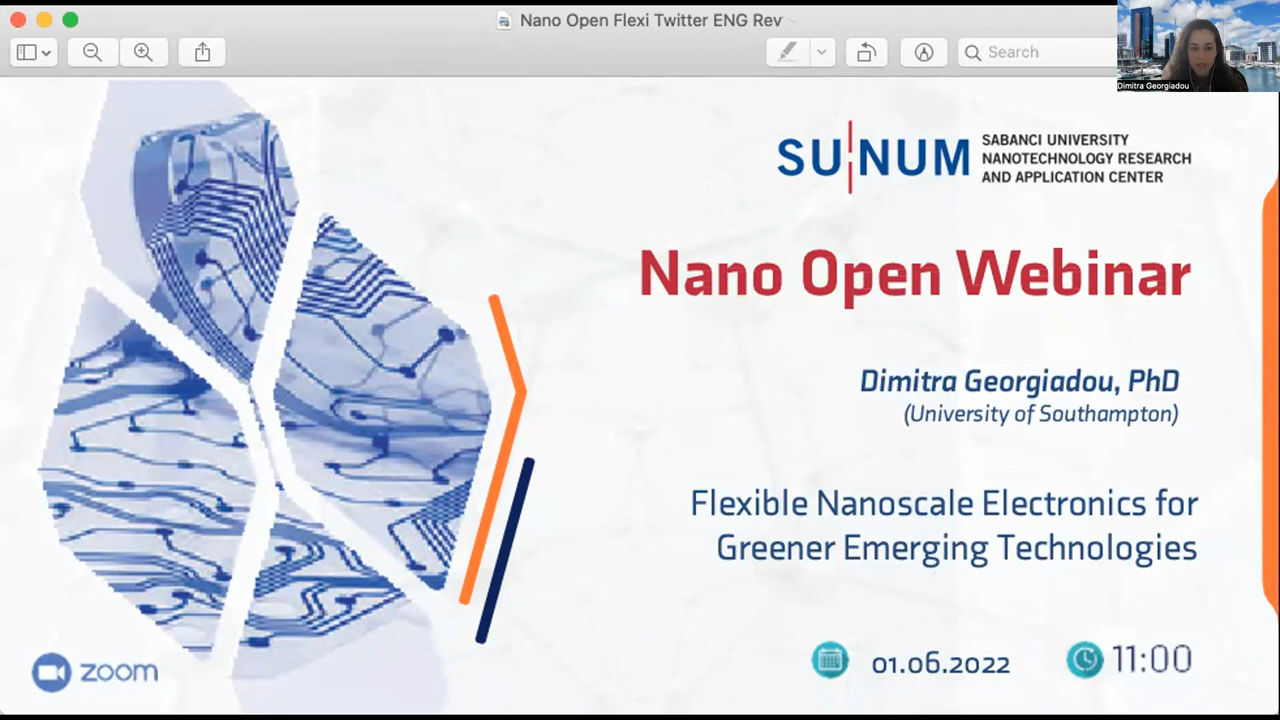 Nano Open Flexi Twitter ENG Rev
Search
Dimitra Georgiadou
SU NUM
SABANCI UNIVERSITY
NANOTECHNOLOGY RESEARCH
AND APPLICATION CENTER
Nano Open Webinar
Dimitra Georgiadou, PhD
(University of Southampton)
Flexible Nanoscale Electronics for
Greener Emerging Technologies
zoom
01.06.2022
11:00